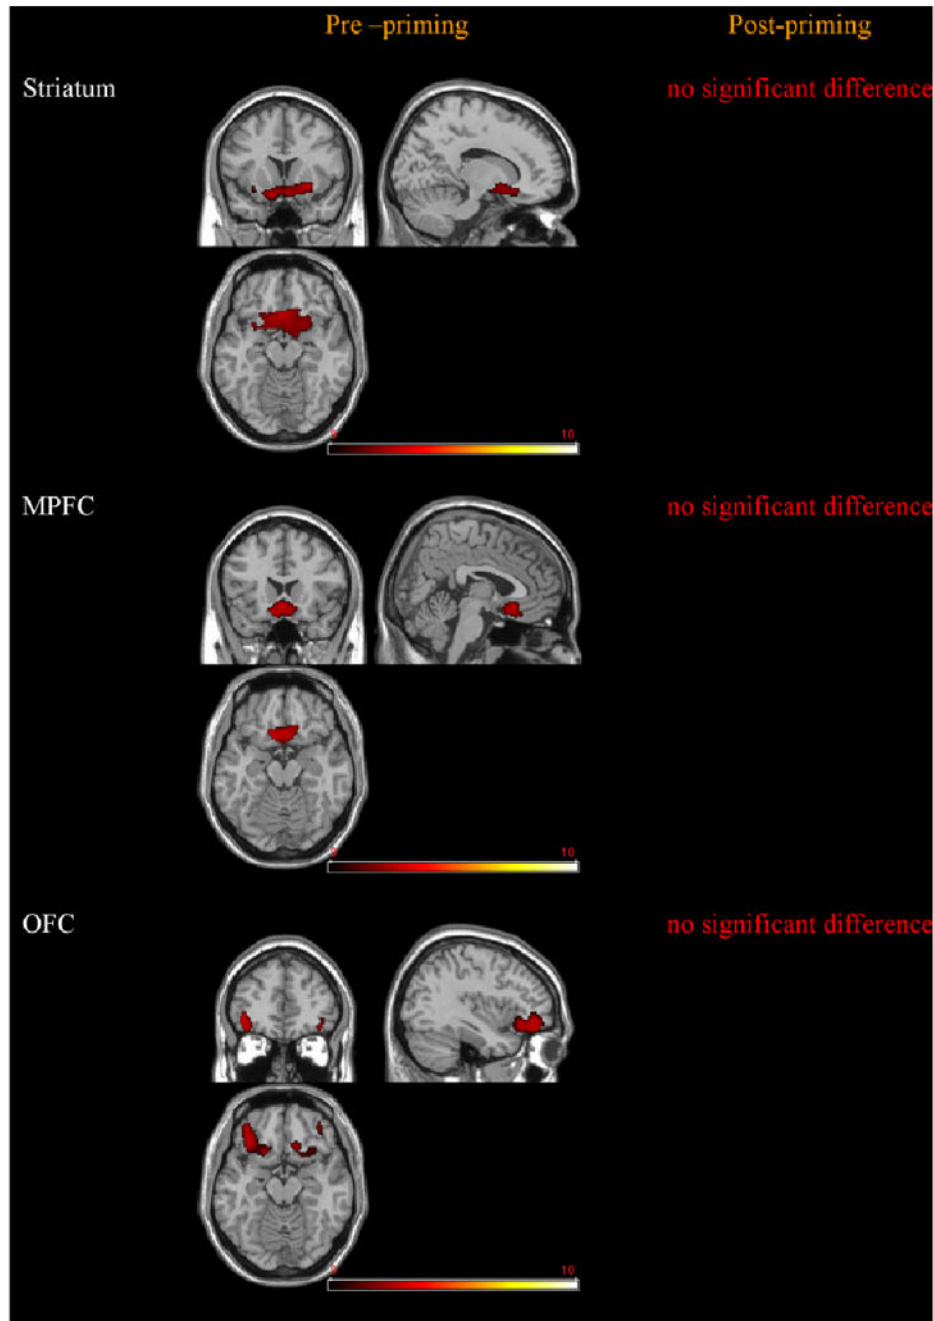 Pre –priming
Post-priming
Striatum
no significant difference
10
MPFC
no significant difference
10
OFC
no significant difference
10